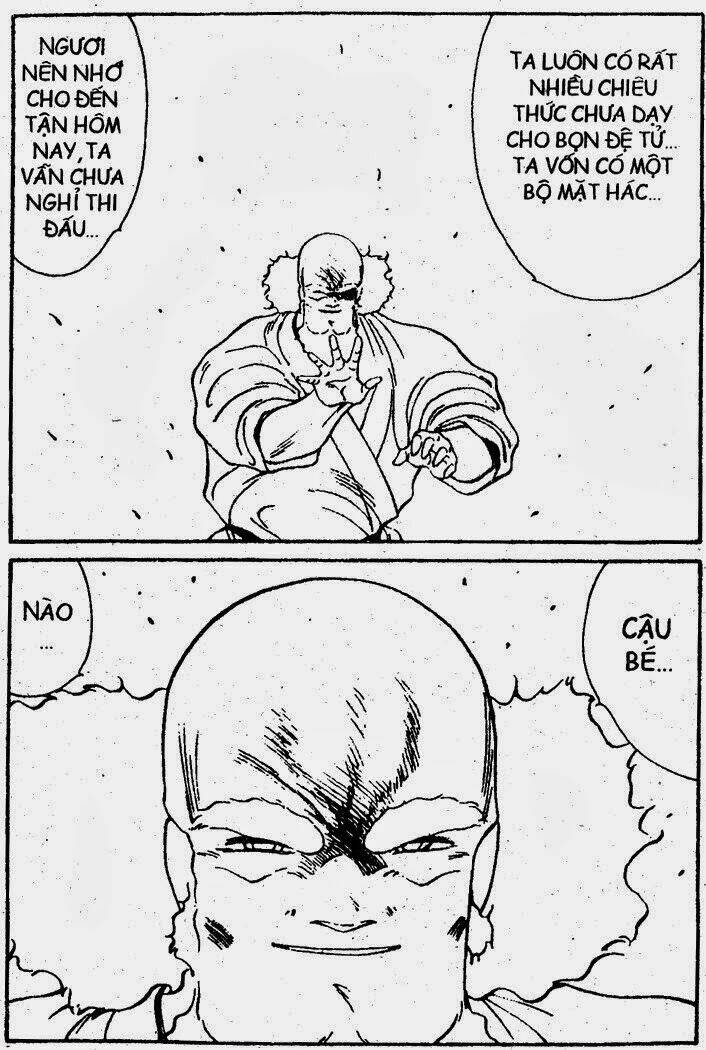 TA LUÔN CÓ RẤT
NHIỀU CHIÊU
THỨC CHƯA DẠY
CHO BỌN ĐỆ TỬ...
TA VỐN CÓ MỘT
BỘ MẶT HÁC...
NGƯƠI
NÊN NHỚ
CHO ĐẾN
TẬN HÔM
NAY, TA
VẪN CHƯA
NGHỈ THI
ĐẤU...
CẬU
BÉ...
NÀO
...